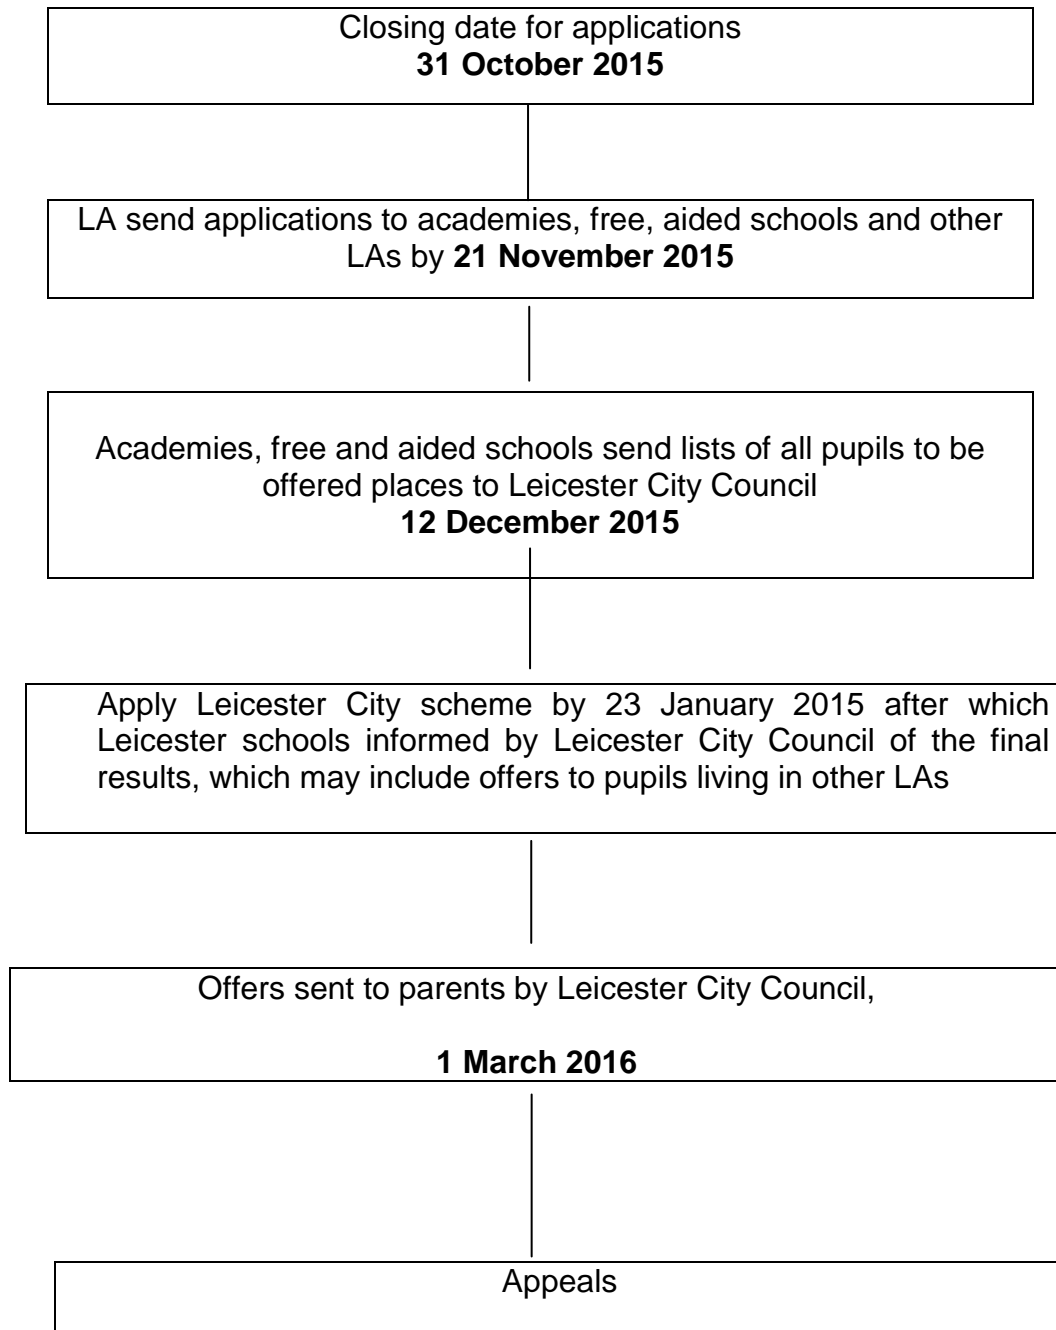 Closing date for applications
31 October 2015
LA send applications to academies, free, aided schools and other
LAs by 21 November 2015
Academies, free and aided schools send lists of all pupils to be
offered places to Leicester City Council
12 December 2015
Apply Leicester City scheme by 23 January 2015 after which
Leicester schools informed by Leicester City Council of the final
results, which may include offers to pupils living in other LAs
Offers sent to parents by Leicester City Council,
1 March 2016
Appeals